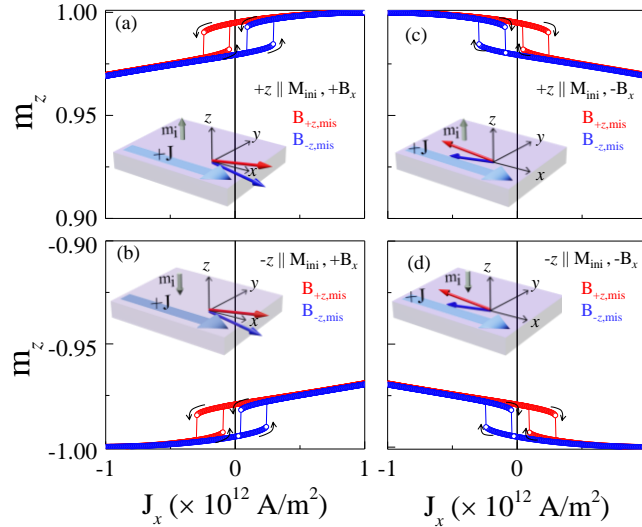 (a)
(c)
1.00
0.95
0.90
m_z
+z ∥ M_ini , +B_x
B_{+z,mis}
B_{-z,mis}
m_i
+J
z
y
x
+z ∥ M_ini , -B_x
B_{+z,mis}
B_{-z,mis}
m_i
+J
z
y
x
(b)
(d)
-0.90
-0.95
-1.00
m_z
-z ∥ M_ini , +B_x
B_{+z,mis}
B_{-z,mis}
m_i
+J
z
y
x
-z ∥ M_ini , -B_x
B_{+z,mis}
B_{-z,mis}
m_i
+J
z
y
x
-1 0 1 0 1
J_x (× 10^12 A/m^2)
J_x (× 10^12 A/m^2)